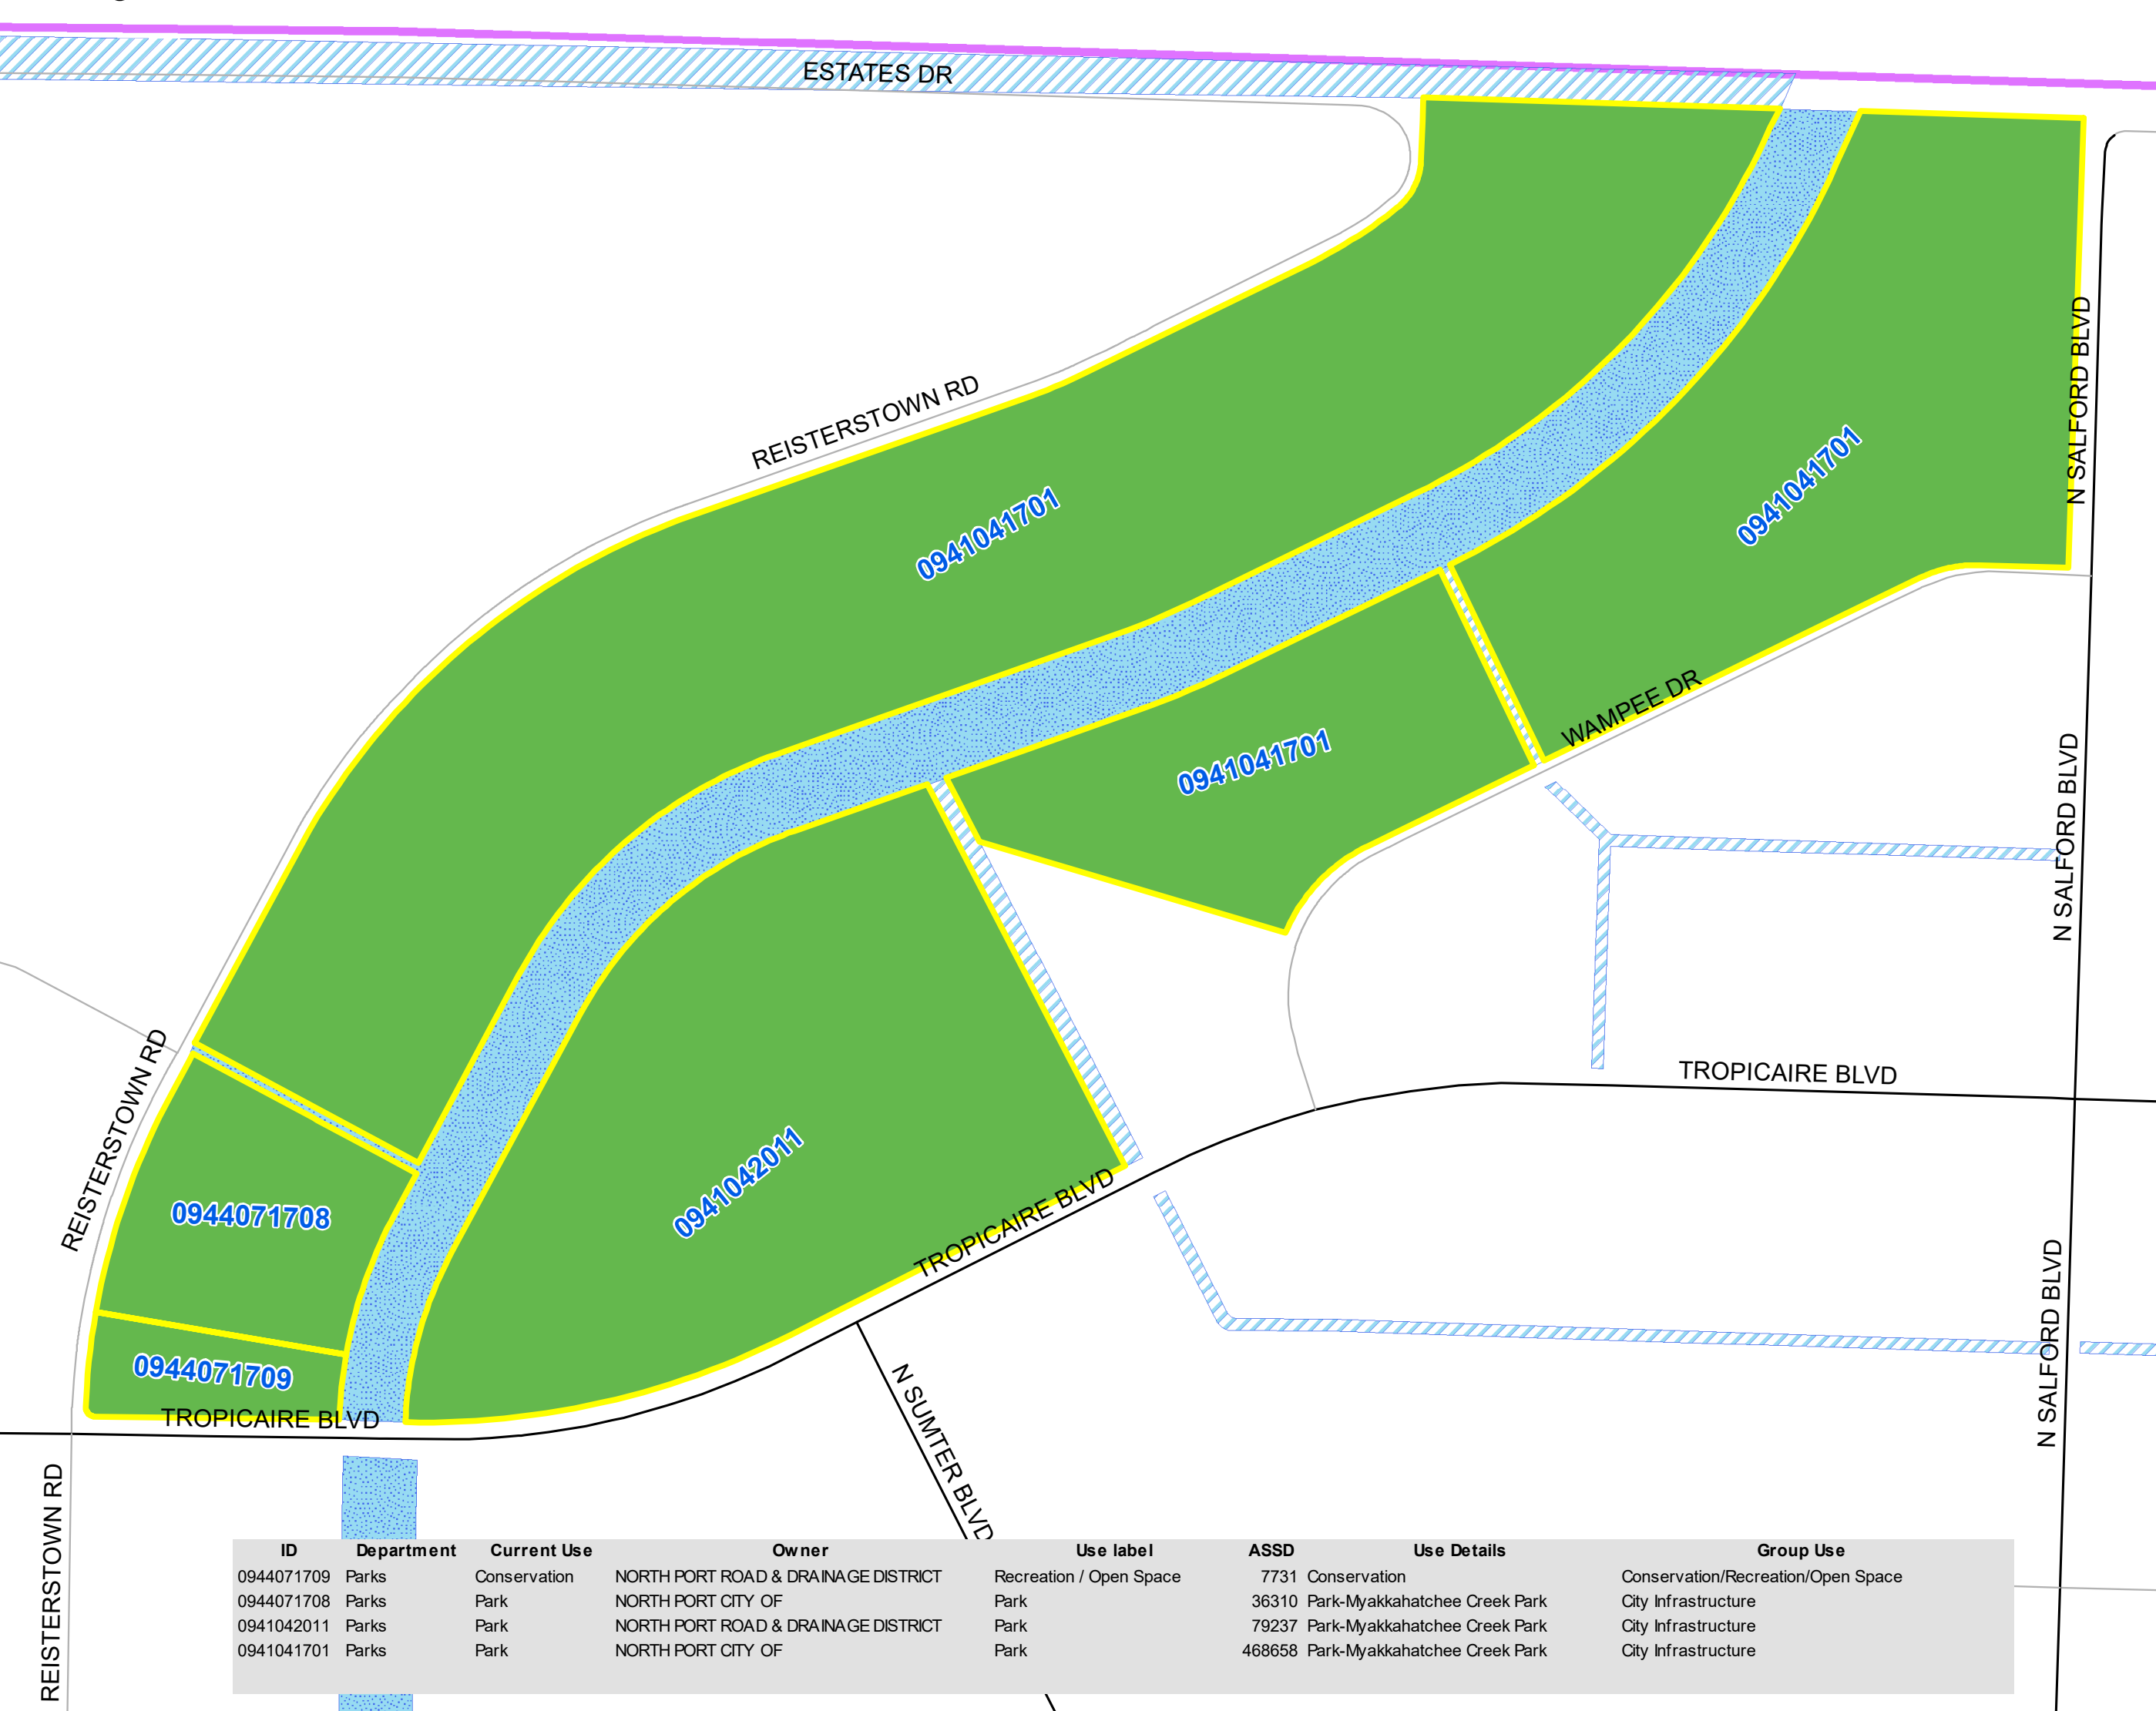 ESTATES DR
N SALFORD BLVD
REISTERSTOWN RD
0941041701
0941041701
WAMPEE DR
0941041701
N SALFORD BLVD
REISTERSTOWN RD
TROPICAIRE BLVD
0941042011
0944071708
TROPICAIRE BLVD
N SALFORD BLVD
0944071709
TROPICAIRE BLVD
N SUMTER BLVD
REISTERSTOWN RD
ID Department Current Use Owner Use label ASSD Use Details Group Use
0944071709 Parks Conservation NORTH PORT ROAD & DRAINAGE DISTRICT Recreation / Open Space 7731 Conservation Conservation/Recreation/Open Space
0944071708 Parks Park NORTH PORT CITY OF Park 36310 Park-Myakkahatchee Creek Park City Infrastructure
0941042011 Parks Park NORTH PORT ROAD & DRAINAGE DISTRICT Park 79237 Park-Myakkahatchee Creek Park City Infrastructure
0941041701 Parks Park NORTH PORT CITY OF Park 468658 Park-Myakkahatchee Creek Park City Infrastructure